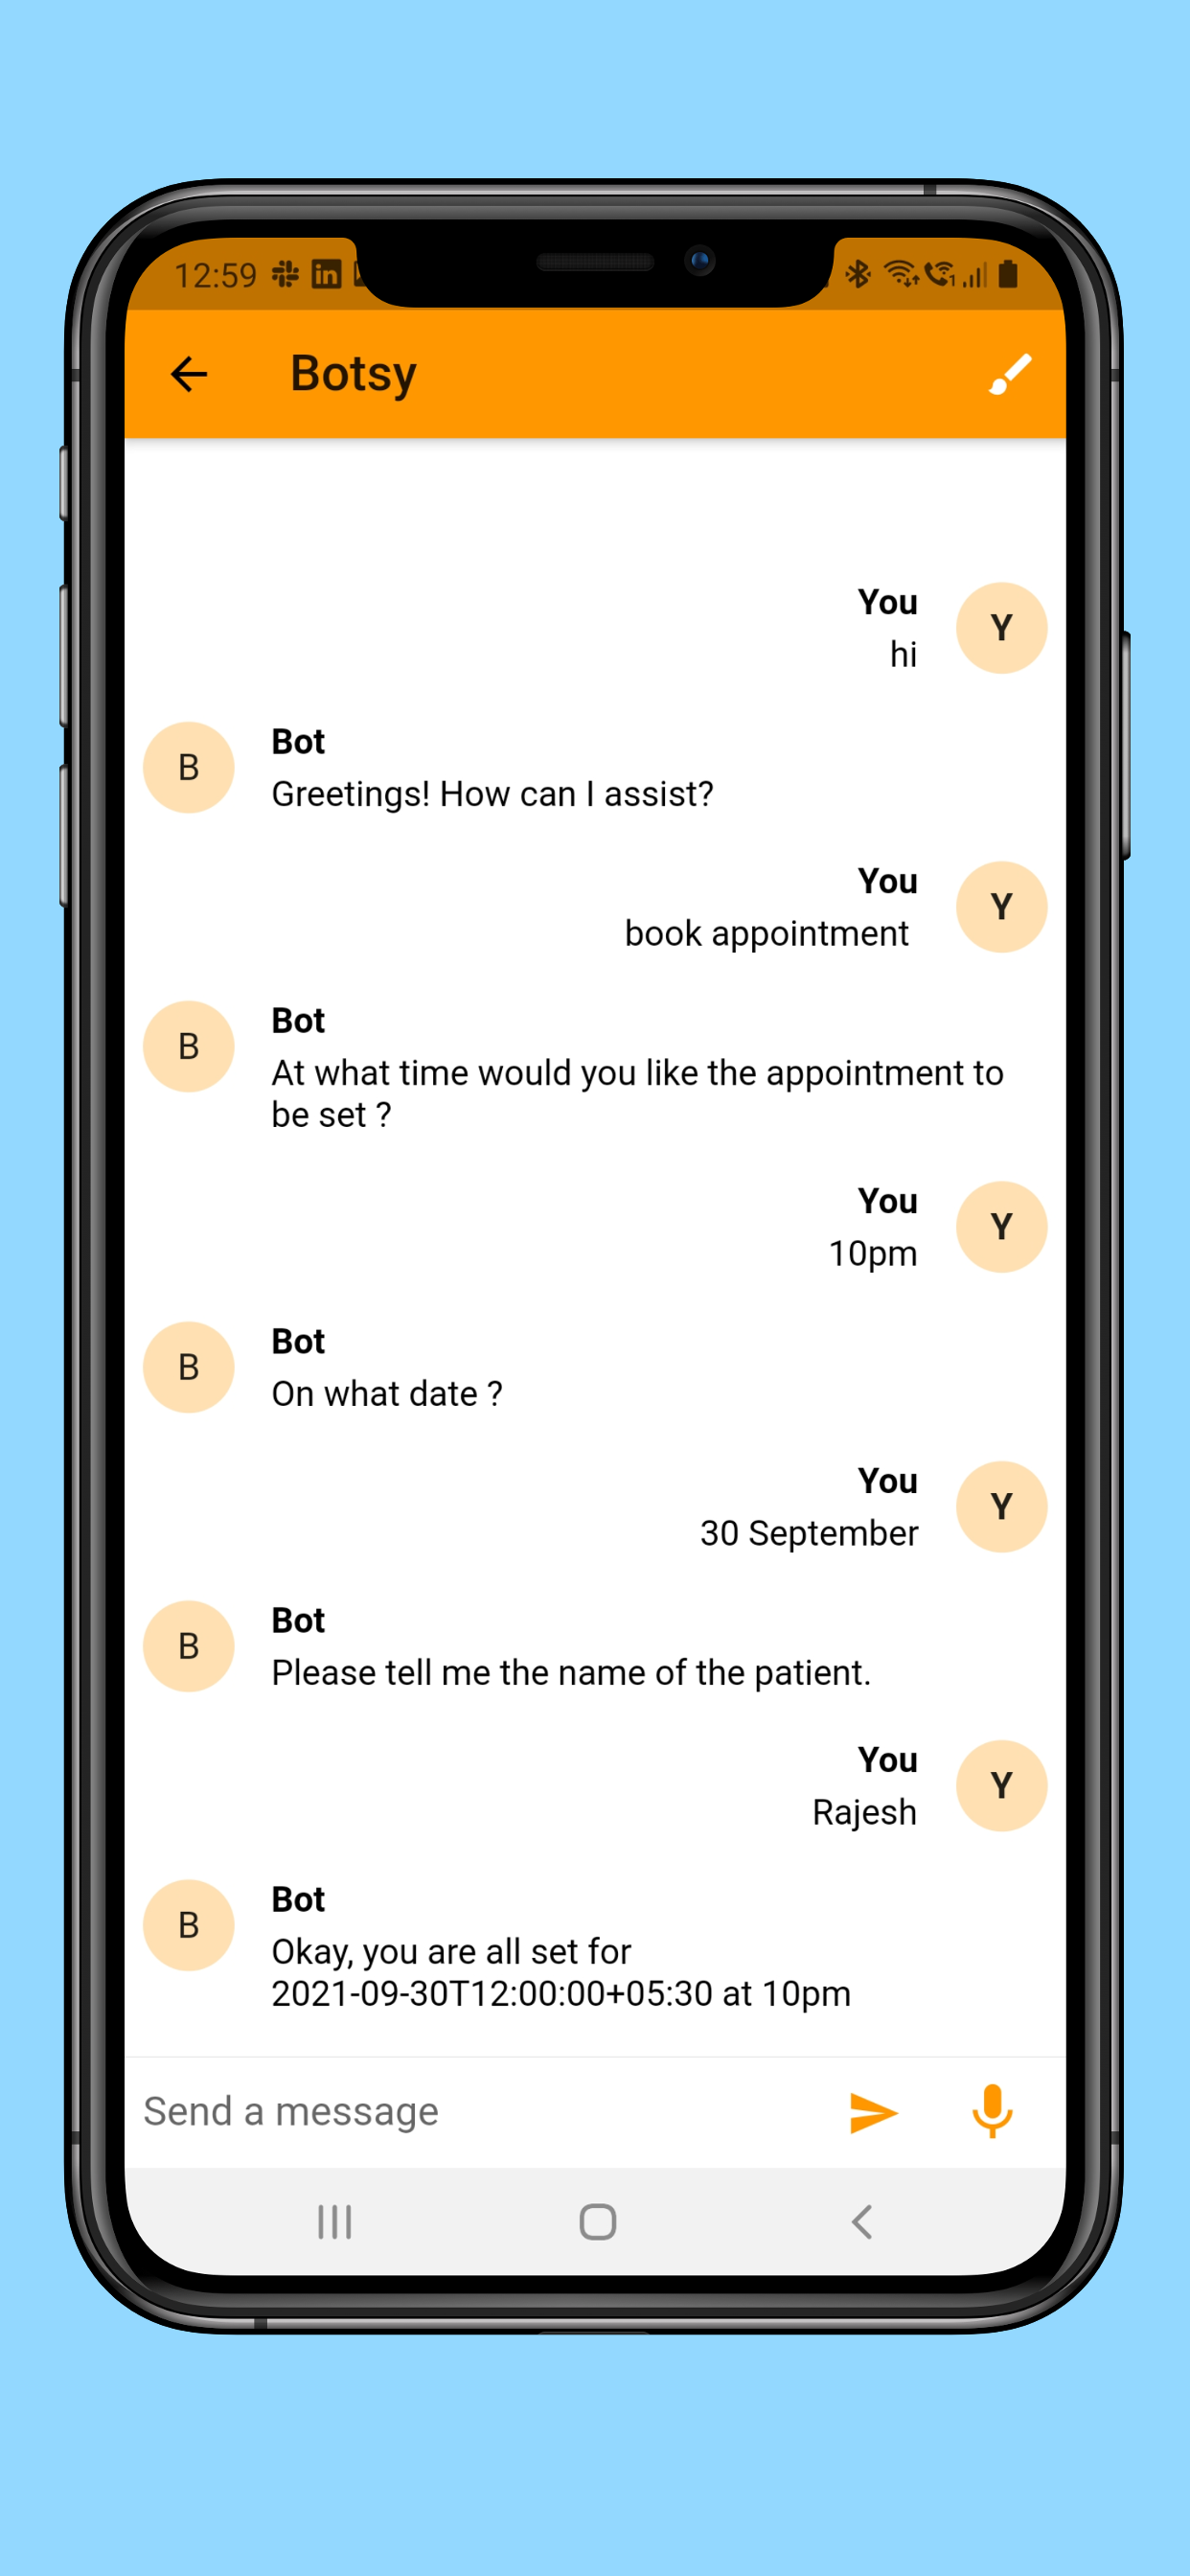 12:59
Botsy
You
Y
hi
B
Bot
Greetings! How can I assist?
You
Y
book appointment
B
Bot
At what time would you like the appointment to
be set ?
You
Y
10pm
B
Bot
On what date ?
You
Y
30 September
B
Bot
Please tell me the name of the patient.
You
Y
Rajesh
B
Bot
Okay, you are all set for
2021-09-30T12:00:00+05:30 at 10pm
Send a message